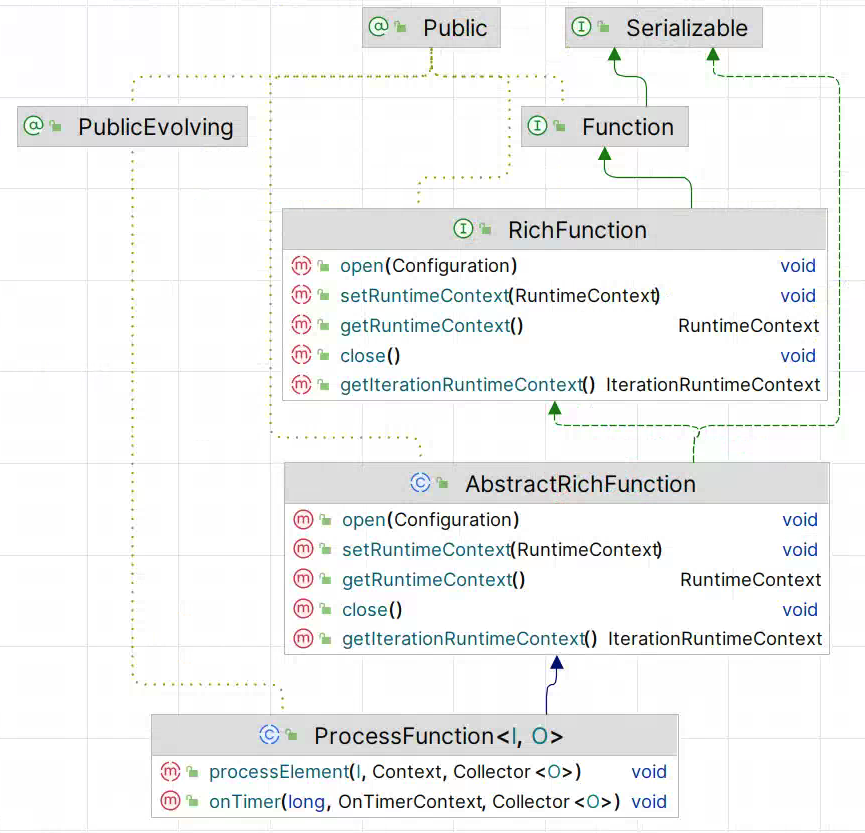 Public
Serializable
PublicEvolving
Function
RichFunction
open(Configuration) void
setRuntimeContext(RuntimeContext) void
getRuntimeContext() RuntimeContext
close() void
getIterationRuntimeContext() IterationRuntimeContext
AbstractRichFunction
open(Configuration) void
setRuntimeContext(RuntimeContext) void
getRuntimeContext() RuntimeContext
close() void
getIterationRuntimeContext() IterationRuntimeContext
ProcessFunction<I, O>
processElement(I, Context, Collector<O>) void
onTimer(long, OnTimerContext, Collector<O>) void